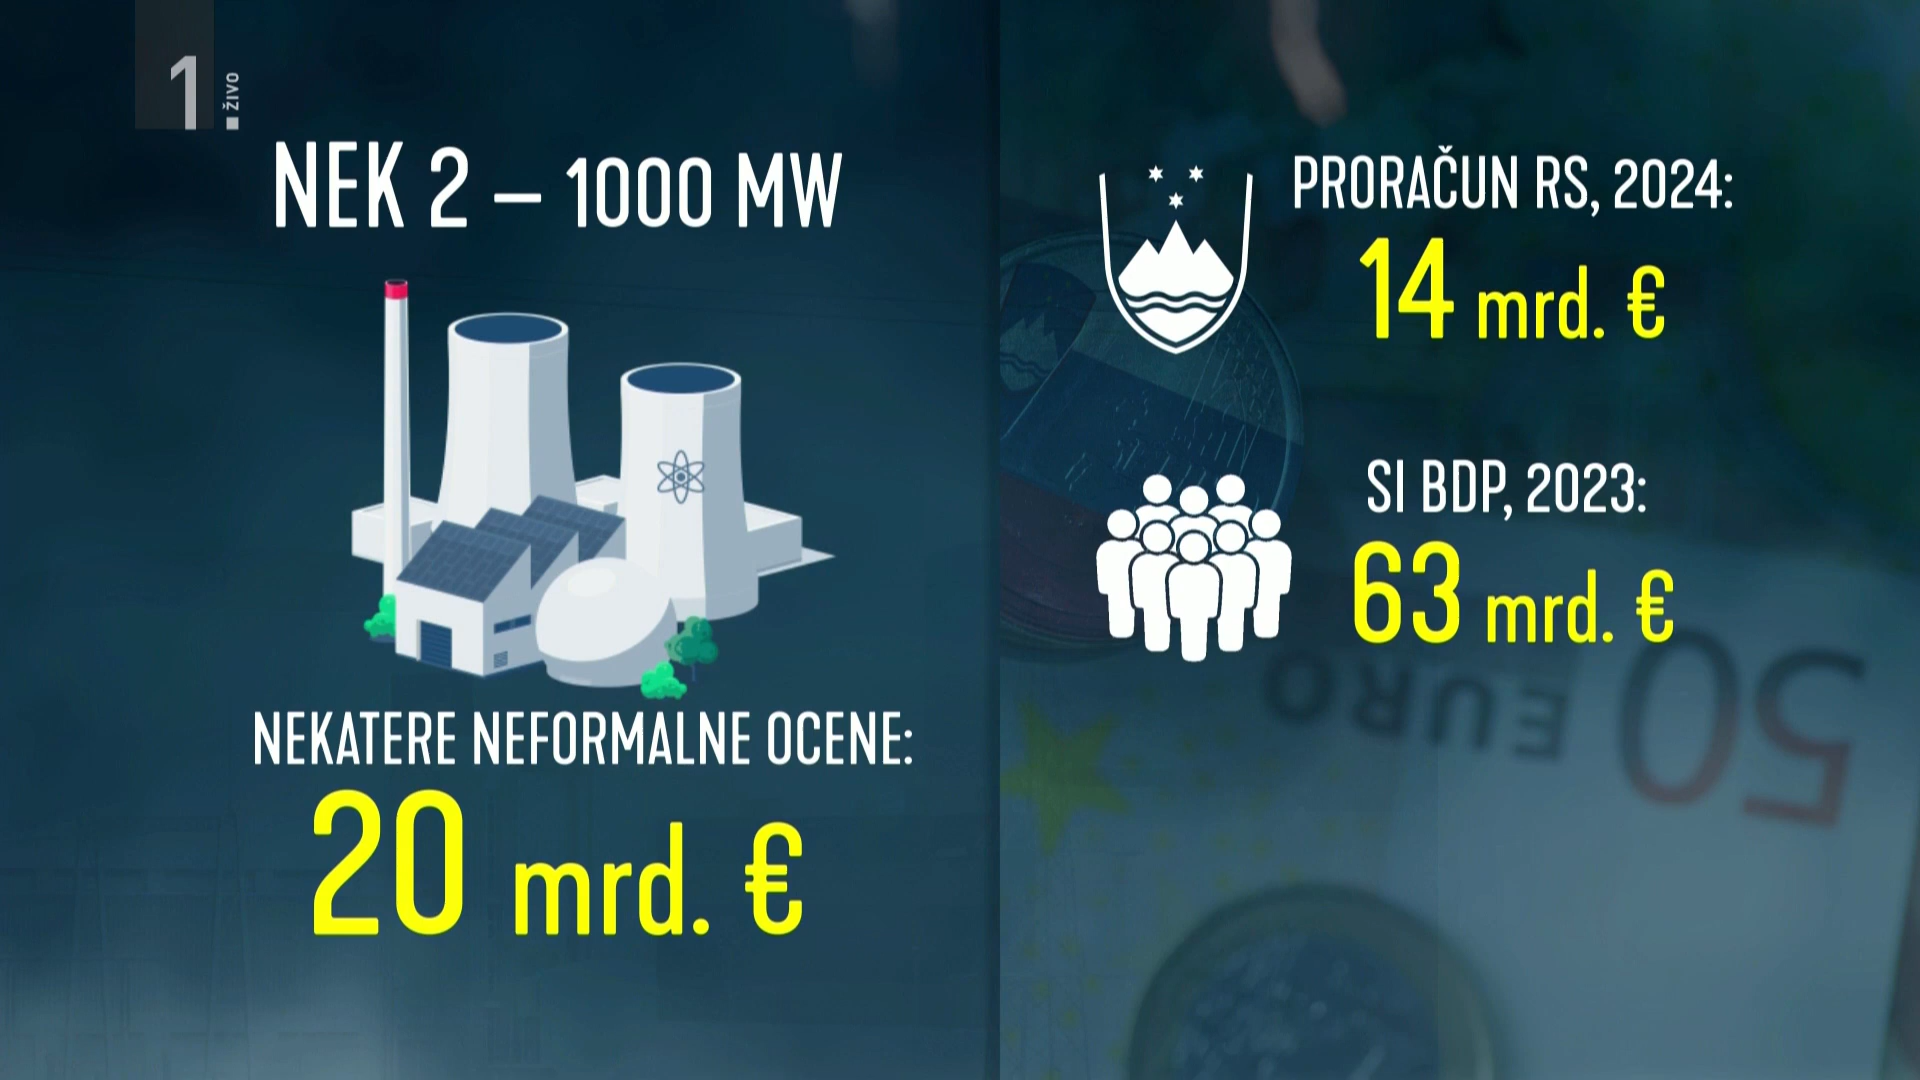 1
ŽIVO
NEK 2 – 1000 MW
NEKATERE NEFORMALNE OCENE:
20 mrd. €
PRORAČUN RS, 2024:
14 mrd. €
SI BDP, 2023:
63 mrd. €
50 EURO